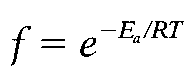 f = e^{-E_a/RT}